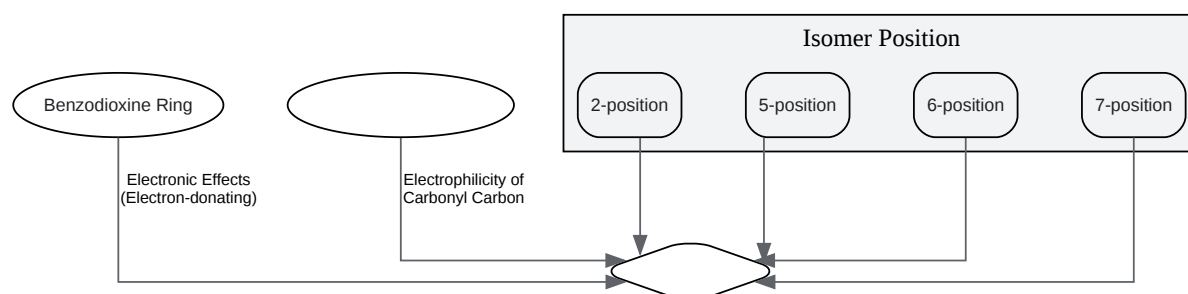 Isomer Position
Benzodioxine Ring
2-position
5-position
6-position
7-position
Electronic Effects
(Electron-donating)
Electrophilicity of
Carbonyl Carbon